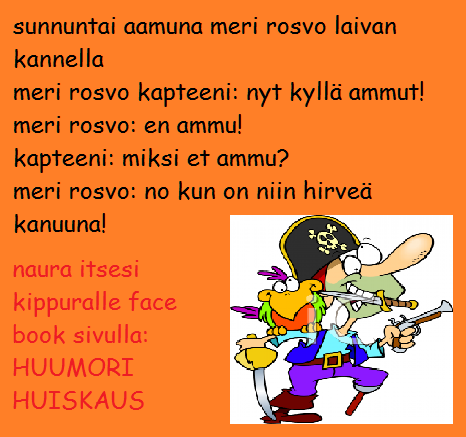 sunnuntai aamuna meri rosvo laivan
kannella
meri rosvo kapteeni: nyt kyllä ammut!
meri rosvo: en ammu!
kapteeni: miksi et ammu?
meri rosvo: no kun on niin hirveä
kanuuna!
naura itsesi
kippuralle face
book sivulla:
HUUMORI
HUISKAUS